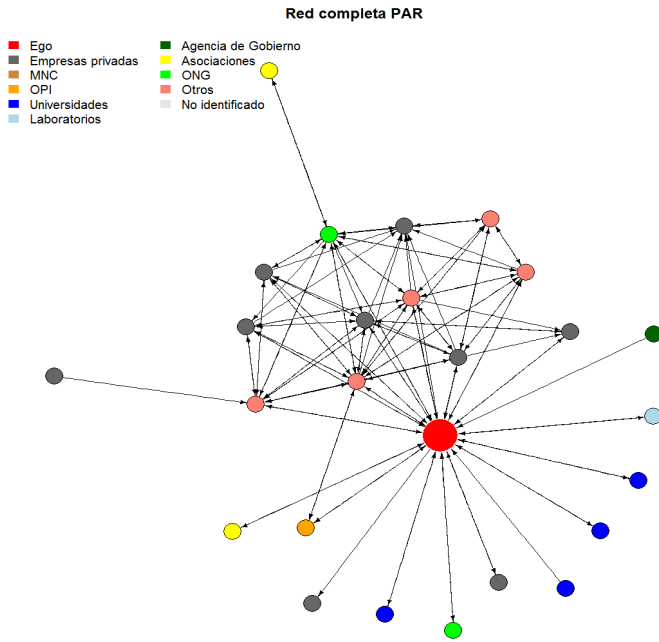 Red completa PAR
Ego
Empresas privadas
MNC
OPI
Universidades
Laboratorios
Agencia de Gobierno
Asociaciones
ONG
Otros
No identificado